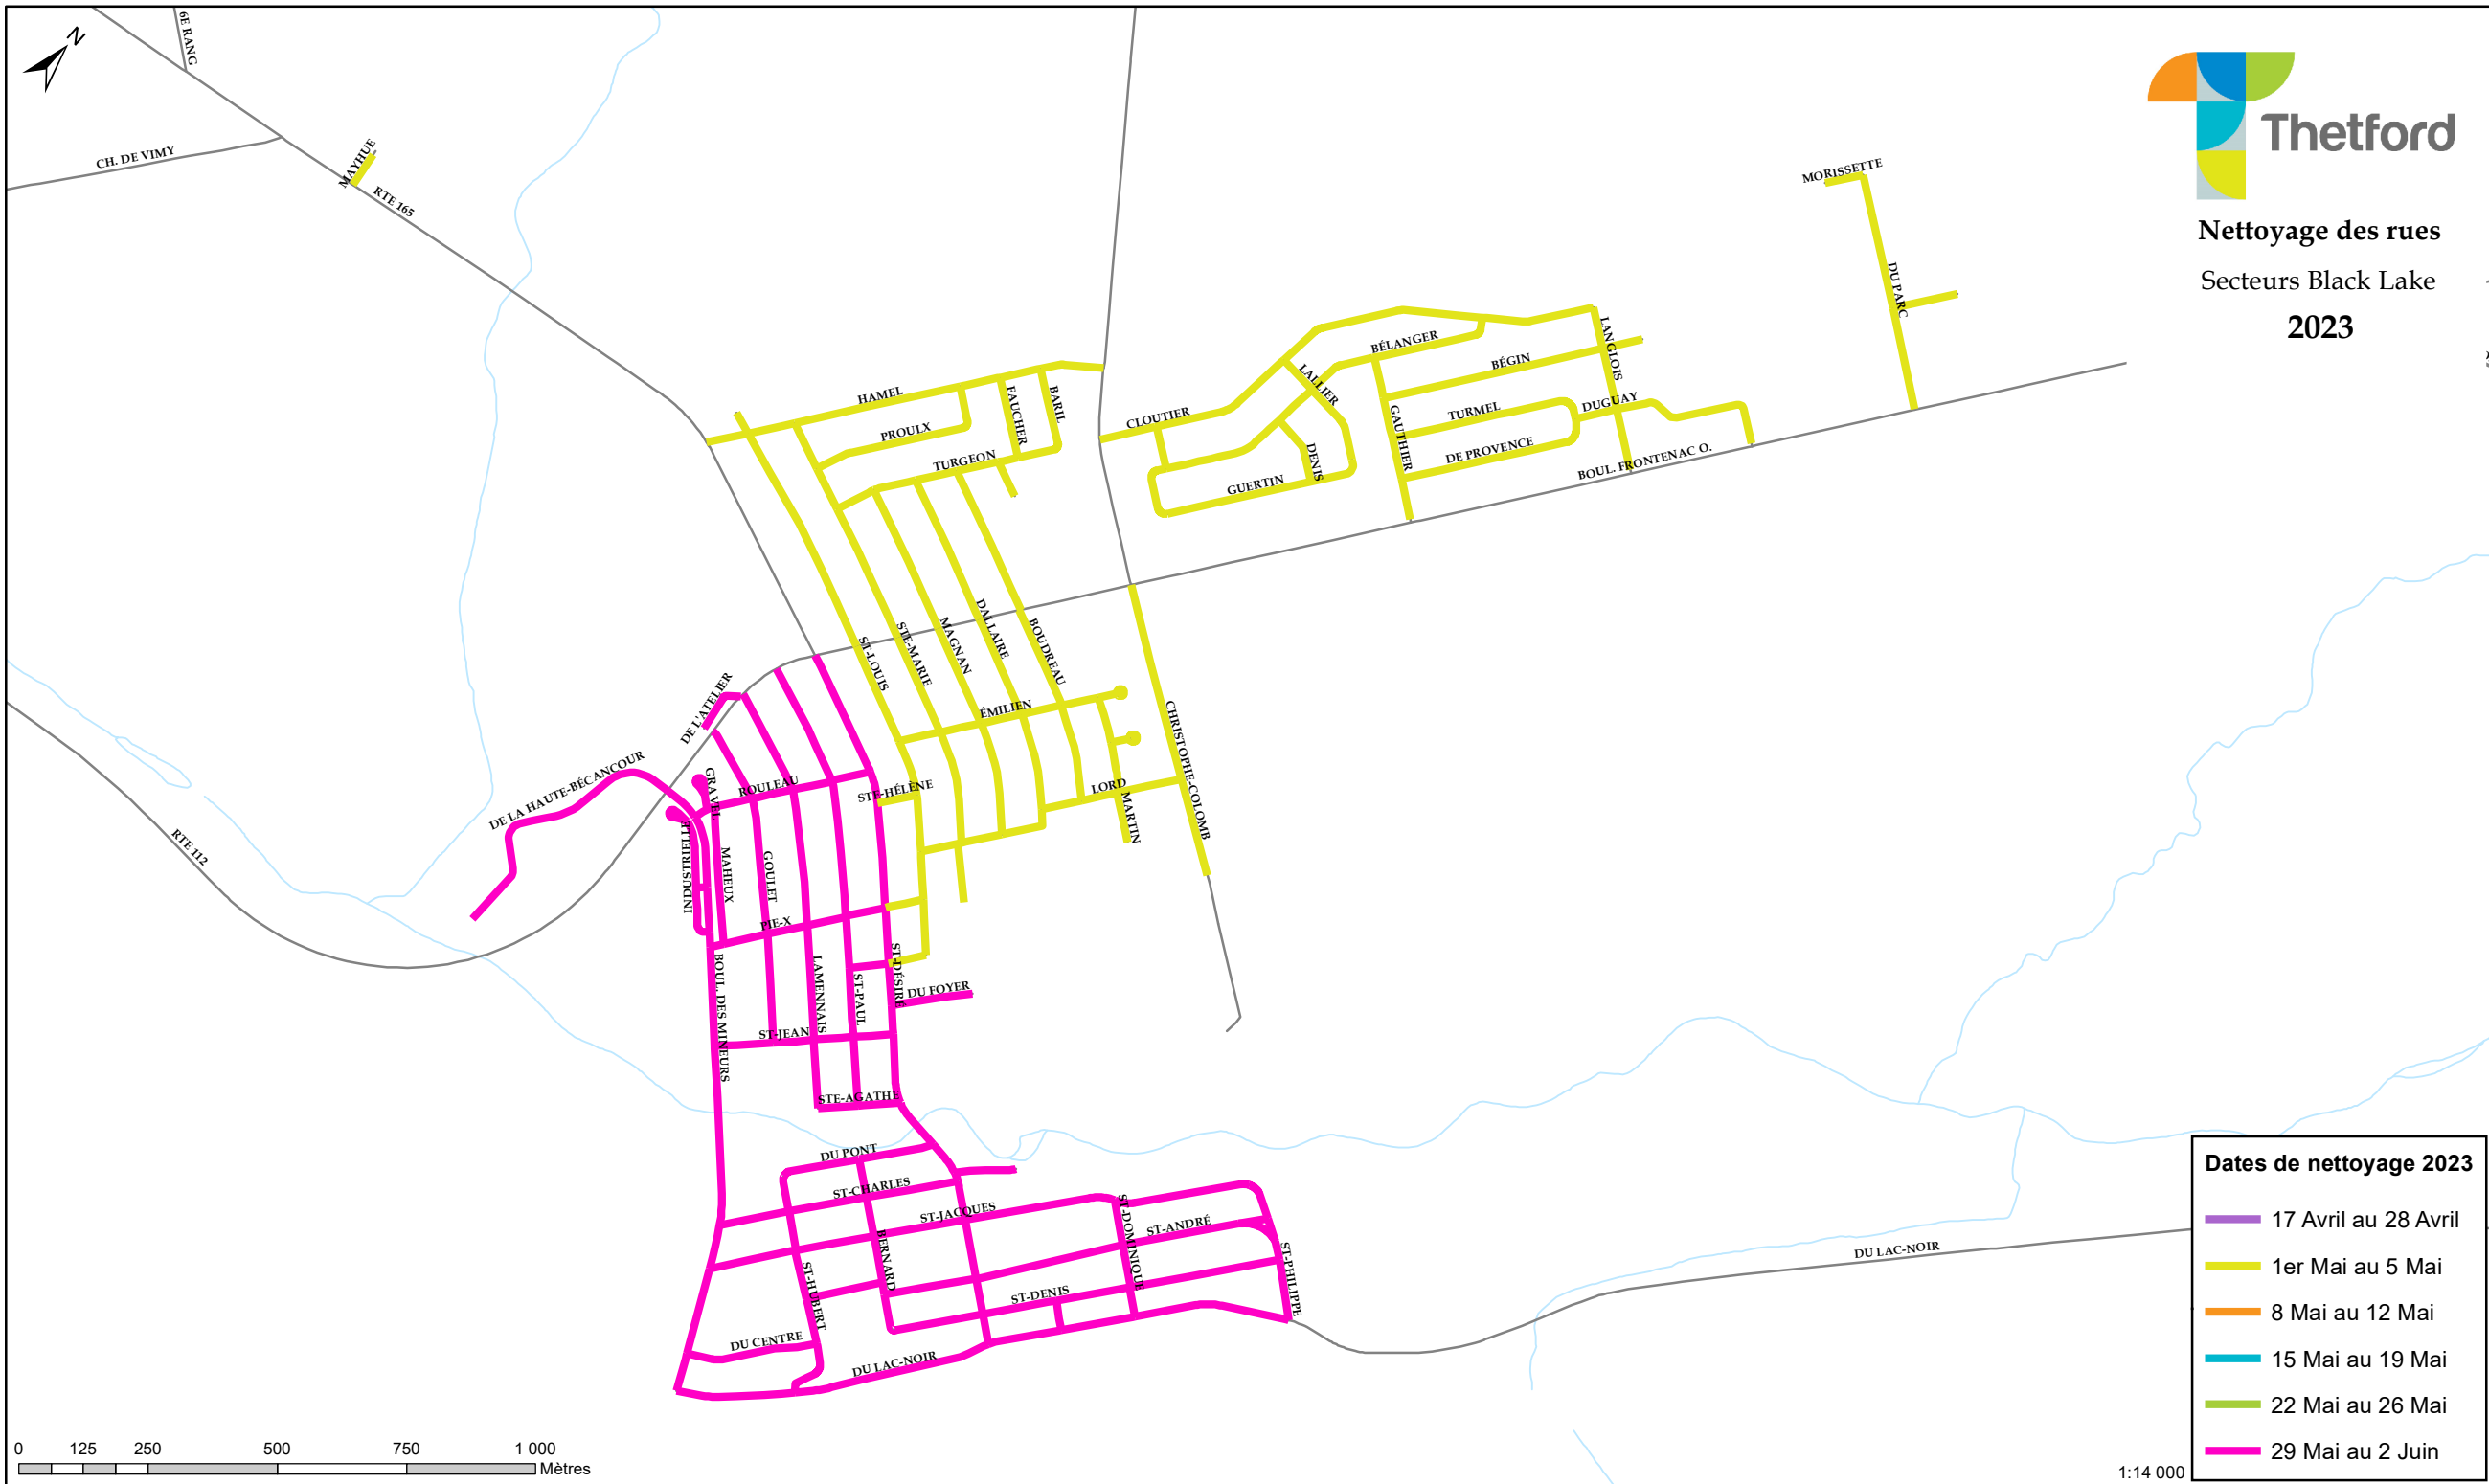 6E RANG
N
CH. DE VIMY
MAYHUE
RTE 165
Thetford
Nettoyage des rues
Secteurs Black Lake
2023
MORISSETTE
DU PARC
LANGLOIS
BÉLANGER
BÉGIN
LALLIER
HAMEL
FAUCHER
BARIL
CLOUTIER
GAUTHIER
TURMEL
DUGUAY
PROULX
TURGEON
DENIS
DE PROVENCE
GUERTIN
BOUL. FRONTENAC O.
ST-LOUIS
STE-MARIE
MAGNAN
DALLAIRE
BOUDREAU
DE L'ATELIER
ÉMILIEN
CHRISTOPHE-COLOMB
DE LA HAUTE-BÉCANCOUR
GRAVEL
ROULEAU
STE-HÉLÈNE
LORD
MARTIN
RTE 112
INDUSTRIELLE
MAHEUX
GOULET
PIE-X
BOUL. DES MINEURS
LAMENNAIS
ST-PAUL
ST-DÉSIRÉ
DU FOYER
ST-JEAN
STE-AGATHE
DU PONT
ST-CHARLES
ST-JACQUES
ST-DOMINIQUE
ST-ANDRÉ
BERNARD
ST-HUBERT
ST-DENIS
ST-PHILIPPE
DU LAC-NOIR
DU CENTRE
DU LAC-NOIR
Dates de nettoyage 2023
17 Avril au 28 Avril
1er Mai au 5 Mai
8 Mai au 12 Mai
15 Mai au 19 Mai
22 Mai au 26 Mai
29 Mai au 2 Juin
0 125 250 500 750 1 000
Mètres
1:14 000